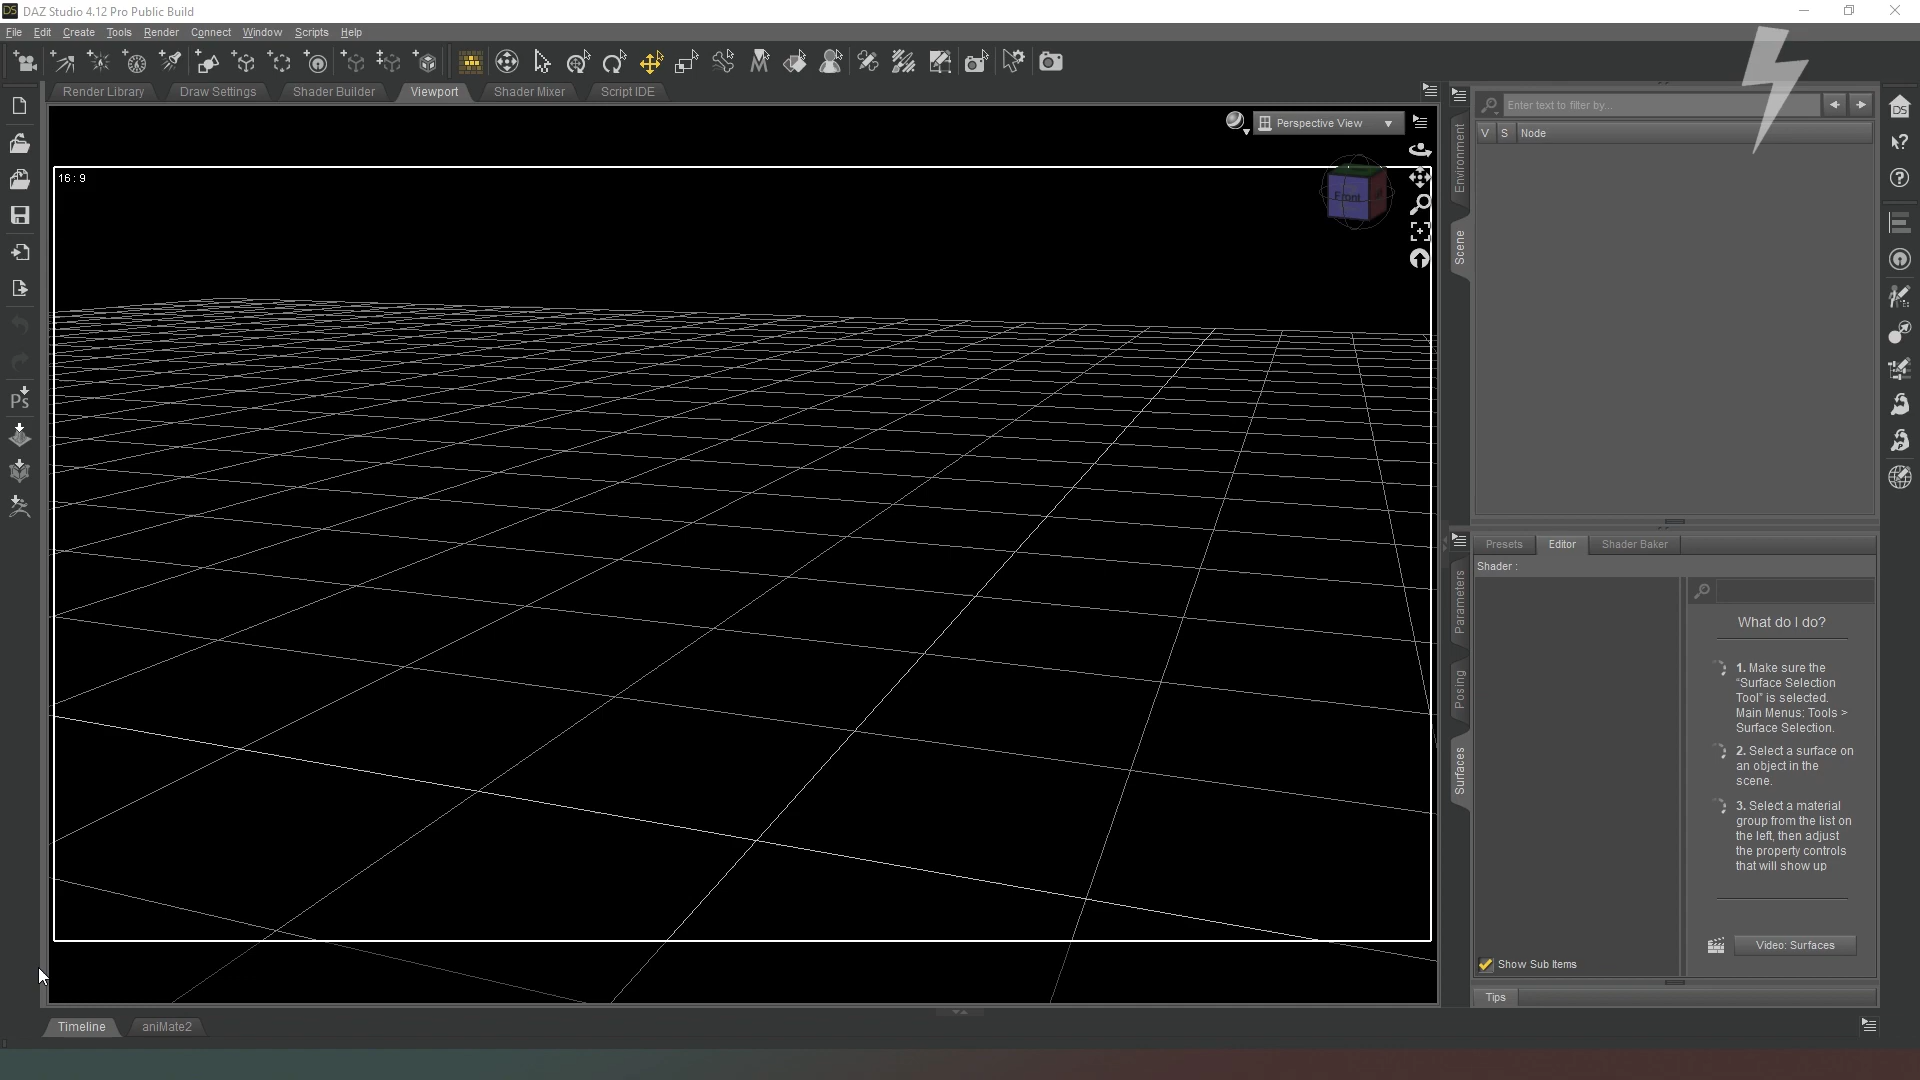 DS DAZ Studio 4.12 Pro Public Build
File Edit Create Tools Render Connect Window Scripts Help
Render Library Draw Settings Shader Builder Viewport Shader Mixer Script IDE
Perspective View
16 : 9
Front
Environment
Scene
Enter text to filter by...
V S Node
DS
Ps
Presets Editor Shader Baker
Shader :
Parameters
Posing
Surfaces
What do I do?
1. Make sure the
"Surface Selection
Tool" is selected.
Main Menus: Tools >
Surface Selection.
2. Select a surface on
an object in the
scene.
3. Select a material
group from the list on
the left, then adjust
the property controls
that will show up
Video: Surfaces
Show Sub Items
Tips
Timeline aniMate2